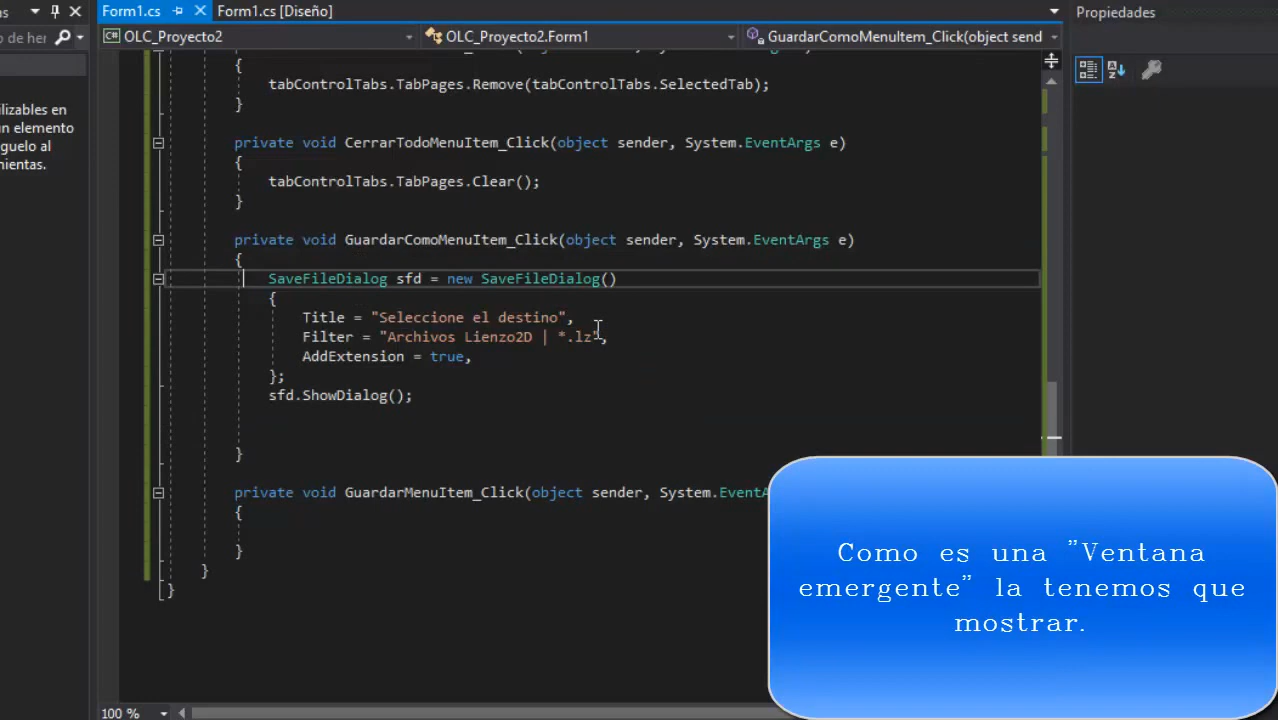 Form1.cs
Form1.cs [Diseño]
Propiedades
de her
OLC_Proyecto2
OLC_Proyecto2.Form1
GuardarComoMenuItem_Click(object send
ilizables en
un elemento
guelo al
mientas.
{
tabControlTabs.TabPages.Remove(tabControlTabs.SelectedTab);
}
private void CerrarTodoMenuItem_Click(object sender, System.EventArgs e)
{
tabControlTabs.TabPages.Clear();
}
private void GuardarComoMenuItem_Click(object sender, System.EventArgs e)
{
SaveFileDialog sfd = new SaveFileDialog()
{
Title = "Seleccione el destino",
Filter = "Archivos Lienzo2D | *.lz",
AddExtension = true,
};
sfd.ShowDialog();
}
private void GuardarMenuItem_Click(object sender, System.EventA
{
}
}
}
Como es una "Ventana
emergente" la tenemos que
mostrar.
100 %